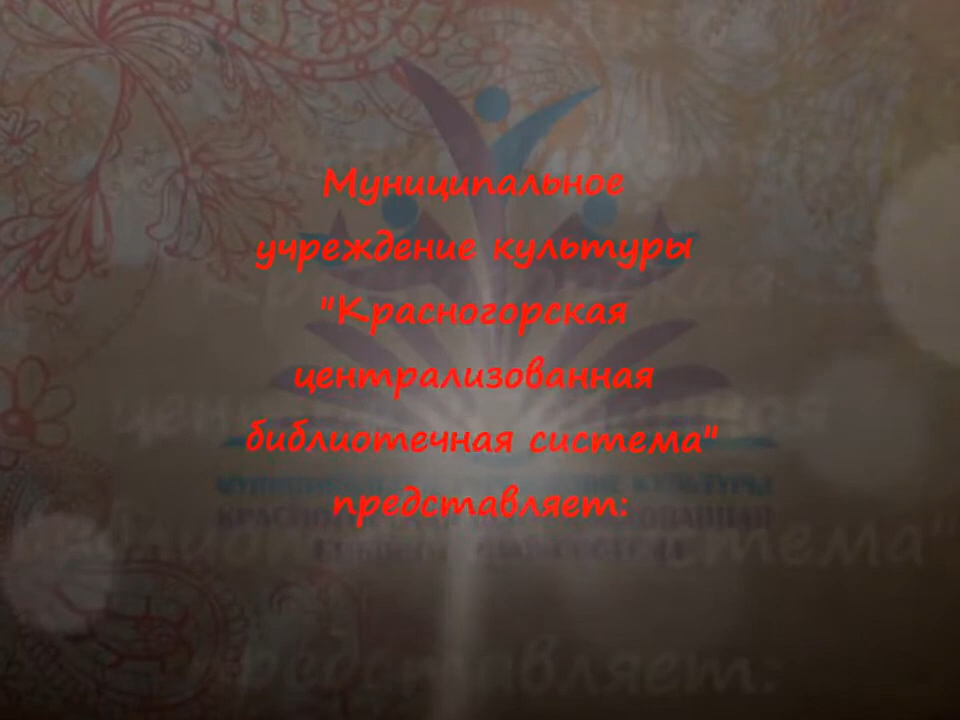 Муниципальное
учреждение культуры
"Красногорская
централизованная
библиотечная система"
представляет: